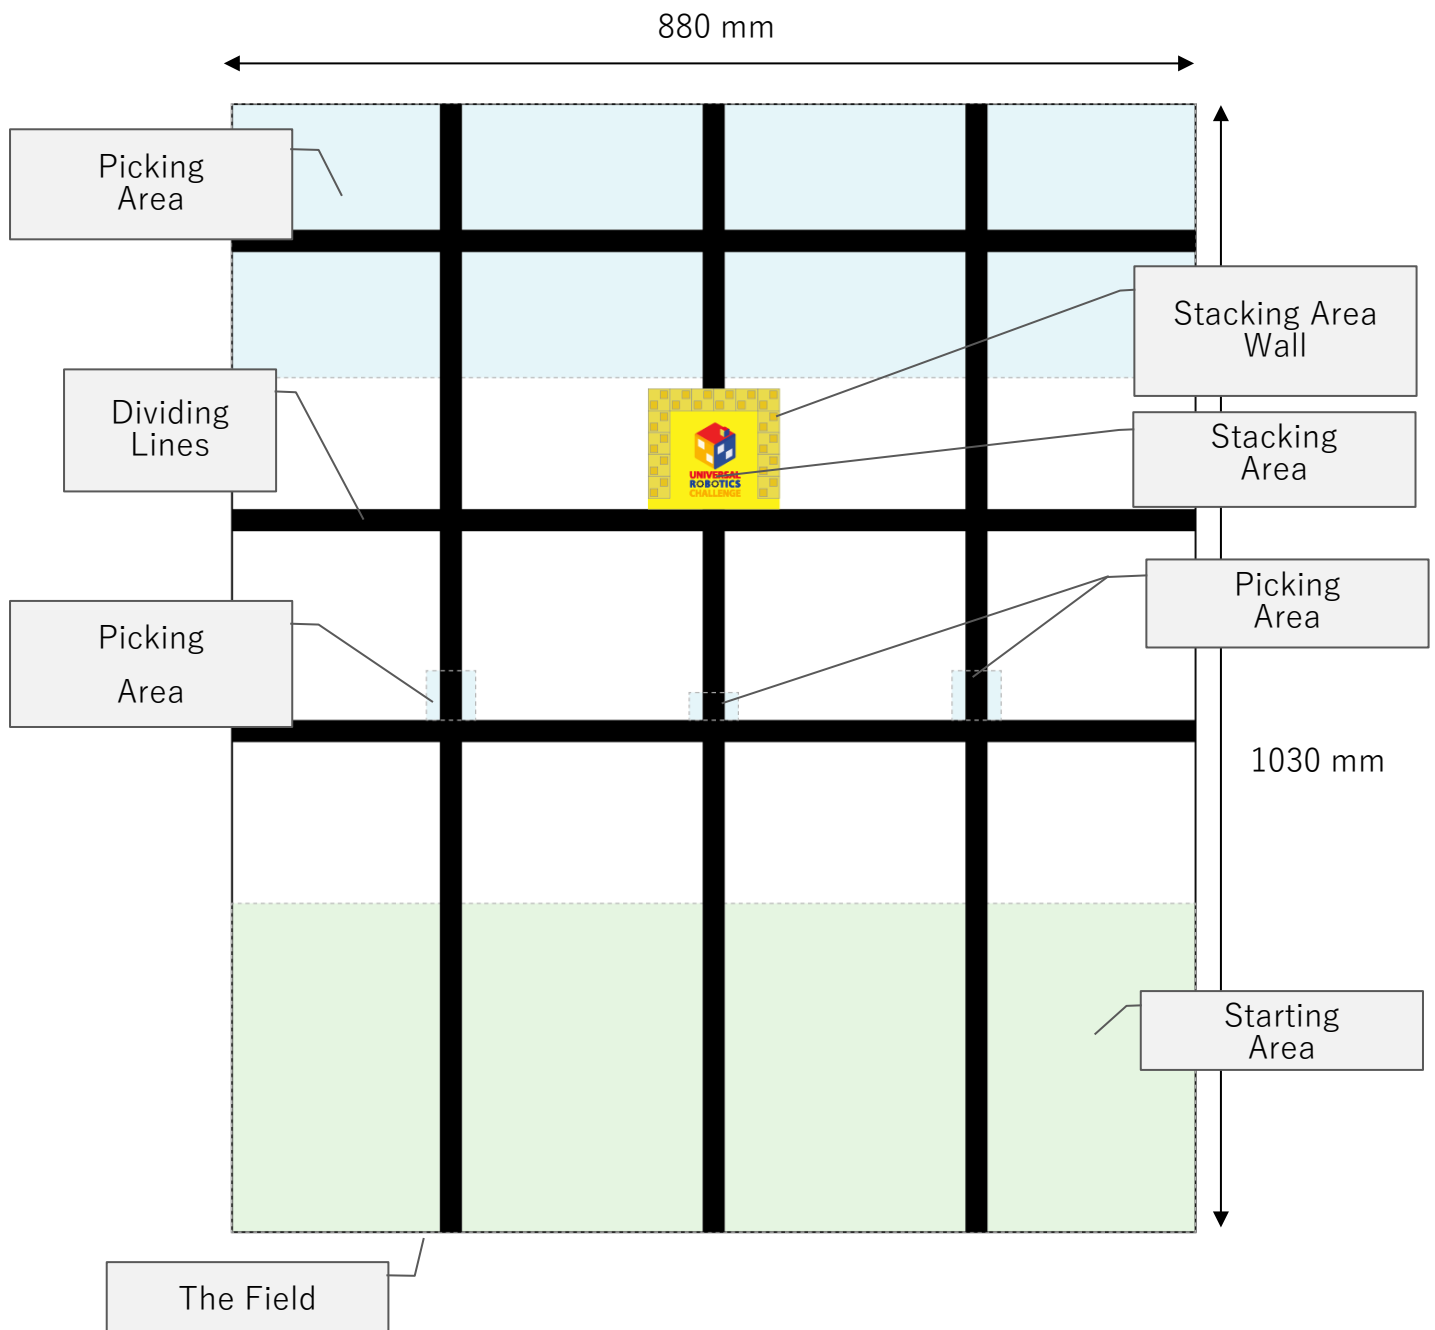 880 mm
Picking
Area
Stacking Area
Wall
Dividing
Lines
Stacking
Area
UNIVERSAL
ROBOTICS
CHALLENGE
Picking
Area
Picking
Area
1030 mm
Starting
Area
The Field